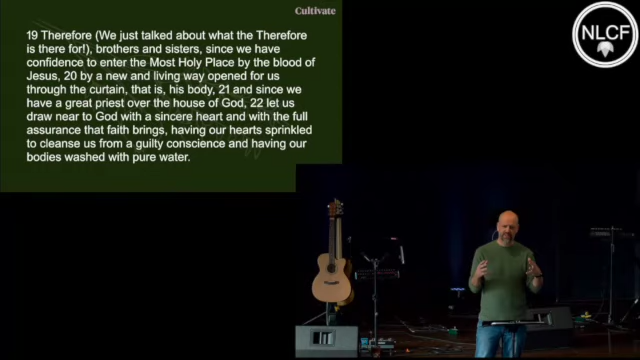 Cultivate
19 Therefore (We just talked about what the Therefore
is there for!), brothers and sisters, since we have
confidence to enter the Most Holy Place by the blood of
Jesus, 20 by a new and living way opened for us
through the curtain, that is, his body, 21 and since we
have a great priest over the house of God, 22 let us
draw near to God with a sincere heart and with the full
assurance that faith brings, having our hearts sprinkled
to cleanse us from a guilty conscience and having our
bodies washed with pure water.
NLCF